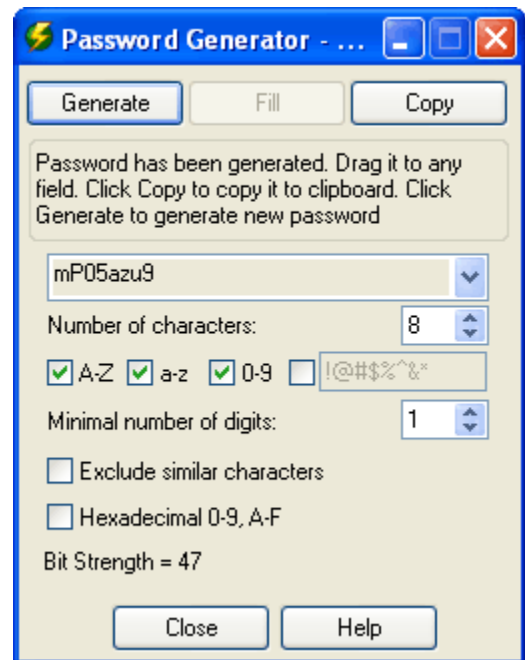 Password Generator - ...
Generate Fill Copy
Password has been generated. Drag it to any
field. Click Copy to copy it to clipboard. Click
Generate to generate new password
mP05azu9
Number of characters: 8
A-Z a-z 0-9 !@#$%^&*
Minimal number of digits: 1
Exclude similar characters
Hexadecimal 0-9, A-F
Bit Strength = 47
Close Help